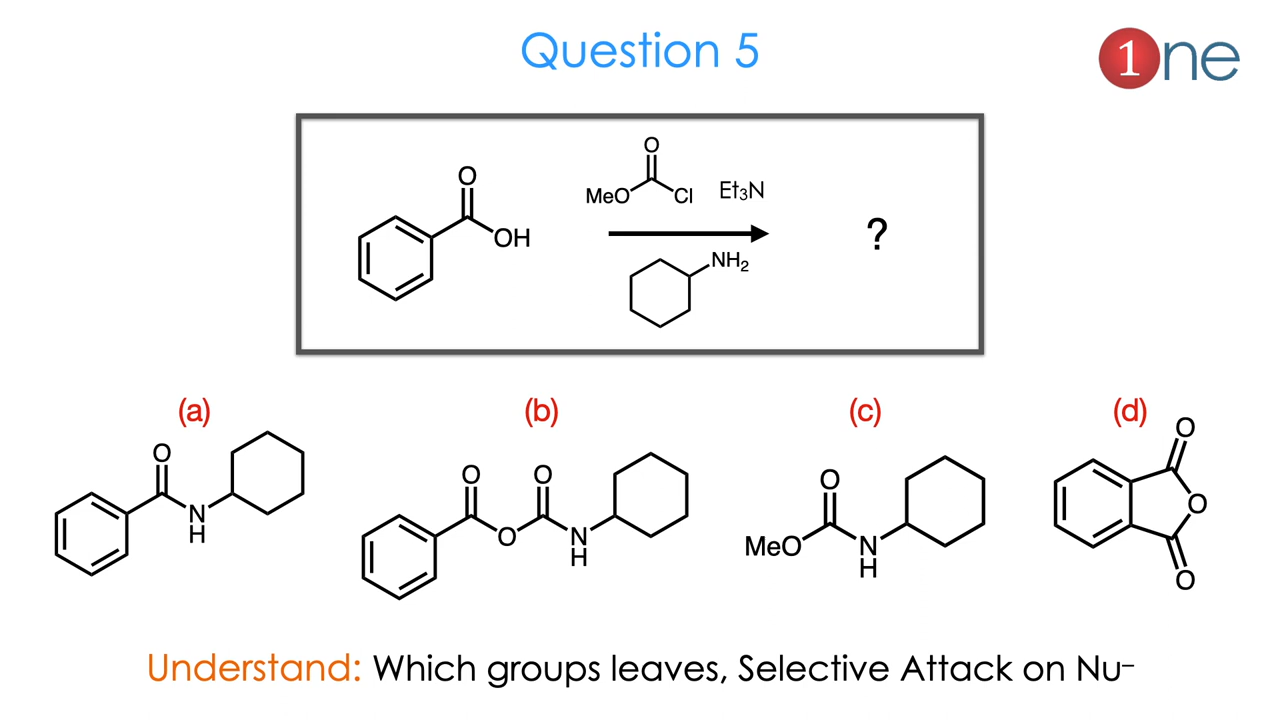 Question 5
1ne
O
MeO
Cl
Et₃N
O
OH
?
NH₂
(a)
(b)
(c)
(d)
O
N
H
O
O
O
N
H
O
MeO
N
H
O
O
O
Understand: Which groups leaves, Selective Attack on Nu⁻